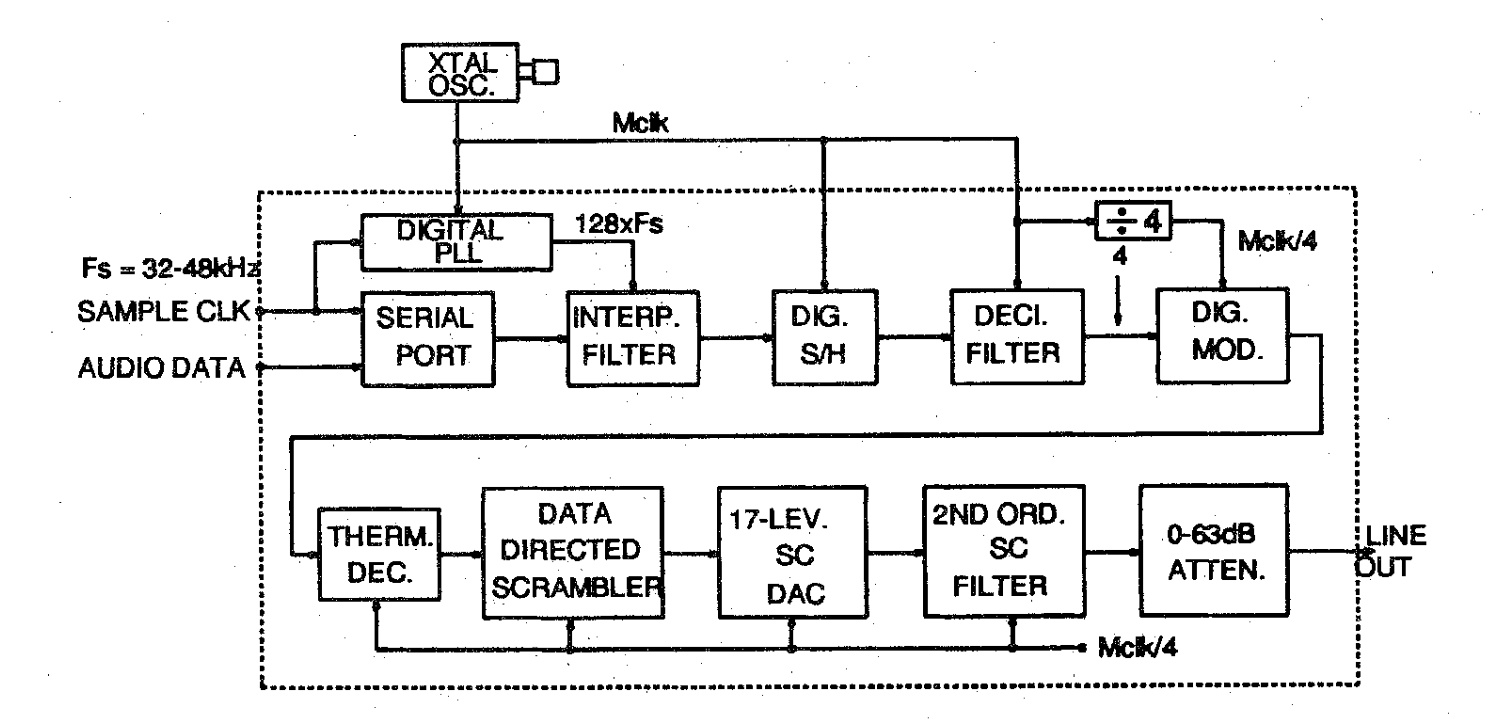 XTAL
OSC.
Mclk
DIGITAL
PLL
128xFs
÷ 4
Mclk/4
4
Fs = 32-48kHz
SAMPLE CLK
AUDIO DATA
SERIAL
PORT
INTERP.
FILTER
DIG.
S/H
DECI.
FILTER
DIG.
MOD.
THERM.
DEC.
DATA
DIRECTED
SCRAMBLER
17-LEV.
SC
DAC
2ND ORD.
SC
FILTER
0-63dB
ATTEN.
LINE
OUT
Mclk/4